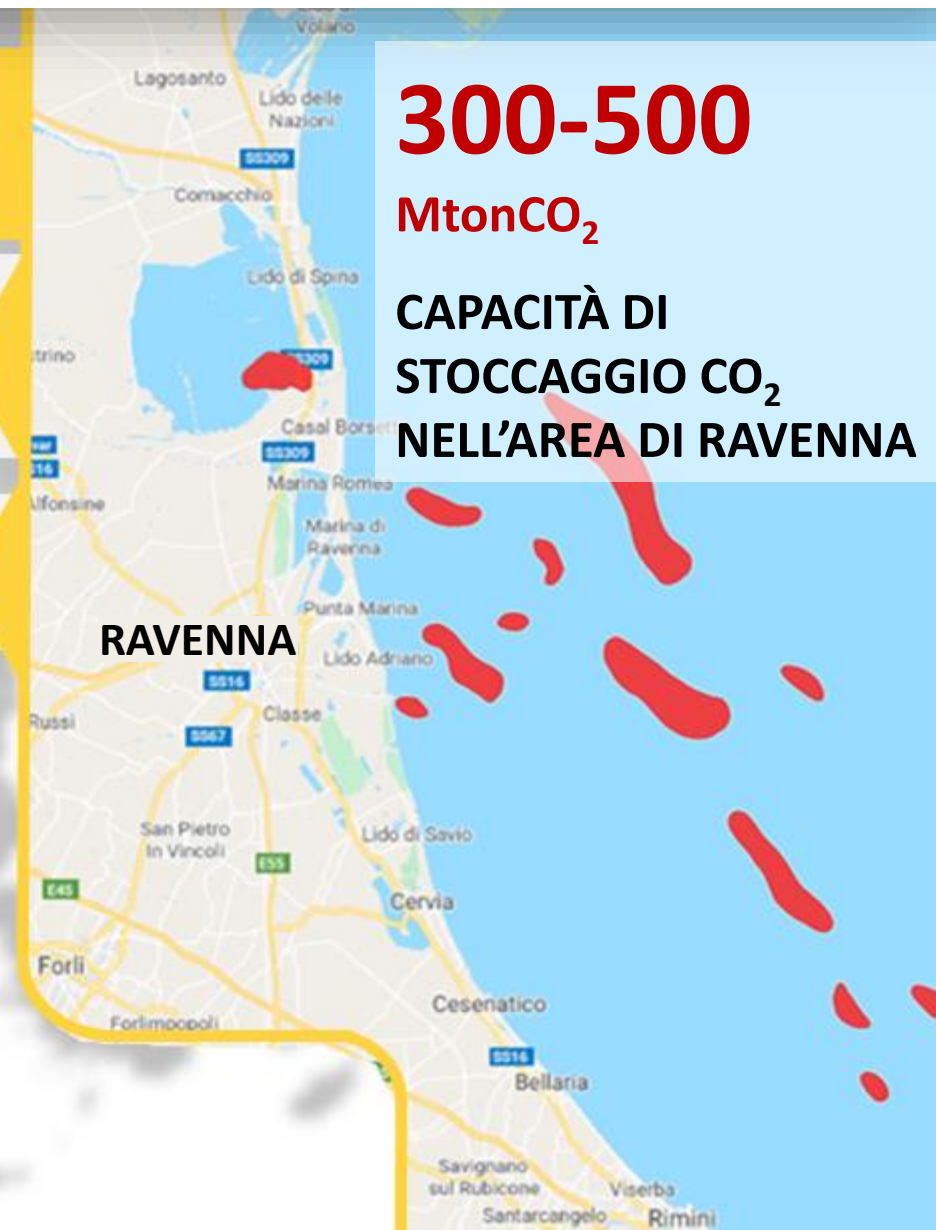 Volano
Lagosanto
Lido delle
Nazioni
300-500
MtonCO₂
CAPACITÀ DI
STOCCAGGIO CO₂
NELL’AREA DI RAVENNA
SS309
Comacchio
Lido di Spina
strino
SS309
Casal Borsett
SS309
16
Marina Romea
Alfonsine
Marina di
Ravenna
Punta Marina
RAVENNA
Lido Adriano
SS16
Russi
Classe
SS67
San Pietro
In Vincoli
Lido di Savio
E55
E45
Cervia
Forlì
Cesenatico
Forlimpopoli
SS16
Bellaria
Savignano
sul Rubicone
Viserba
Santarcangelo
Rimini